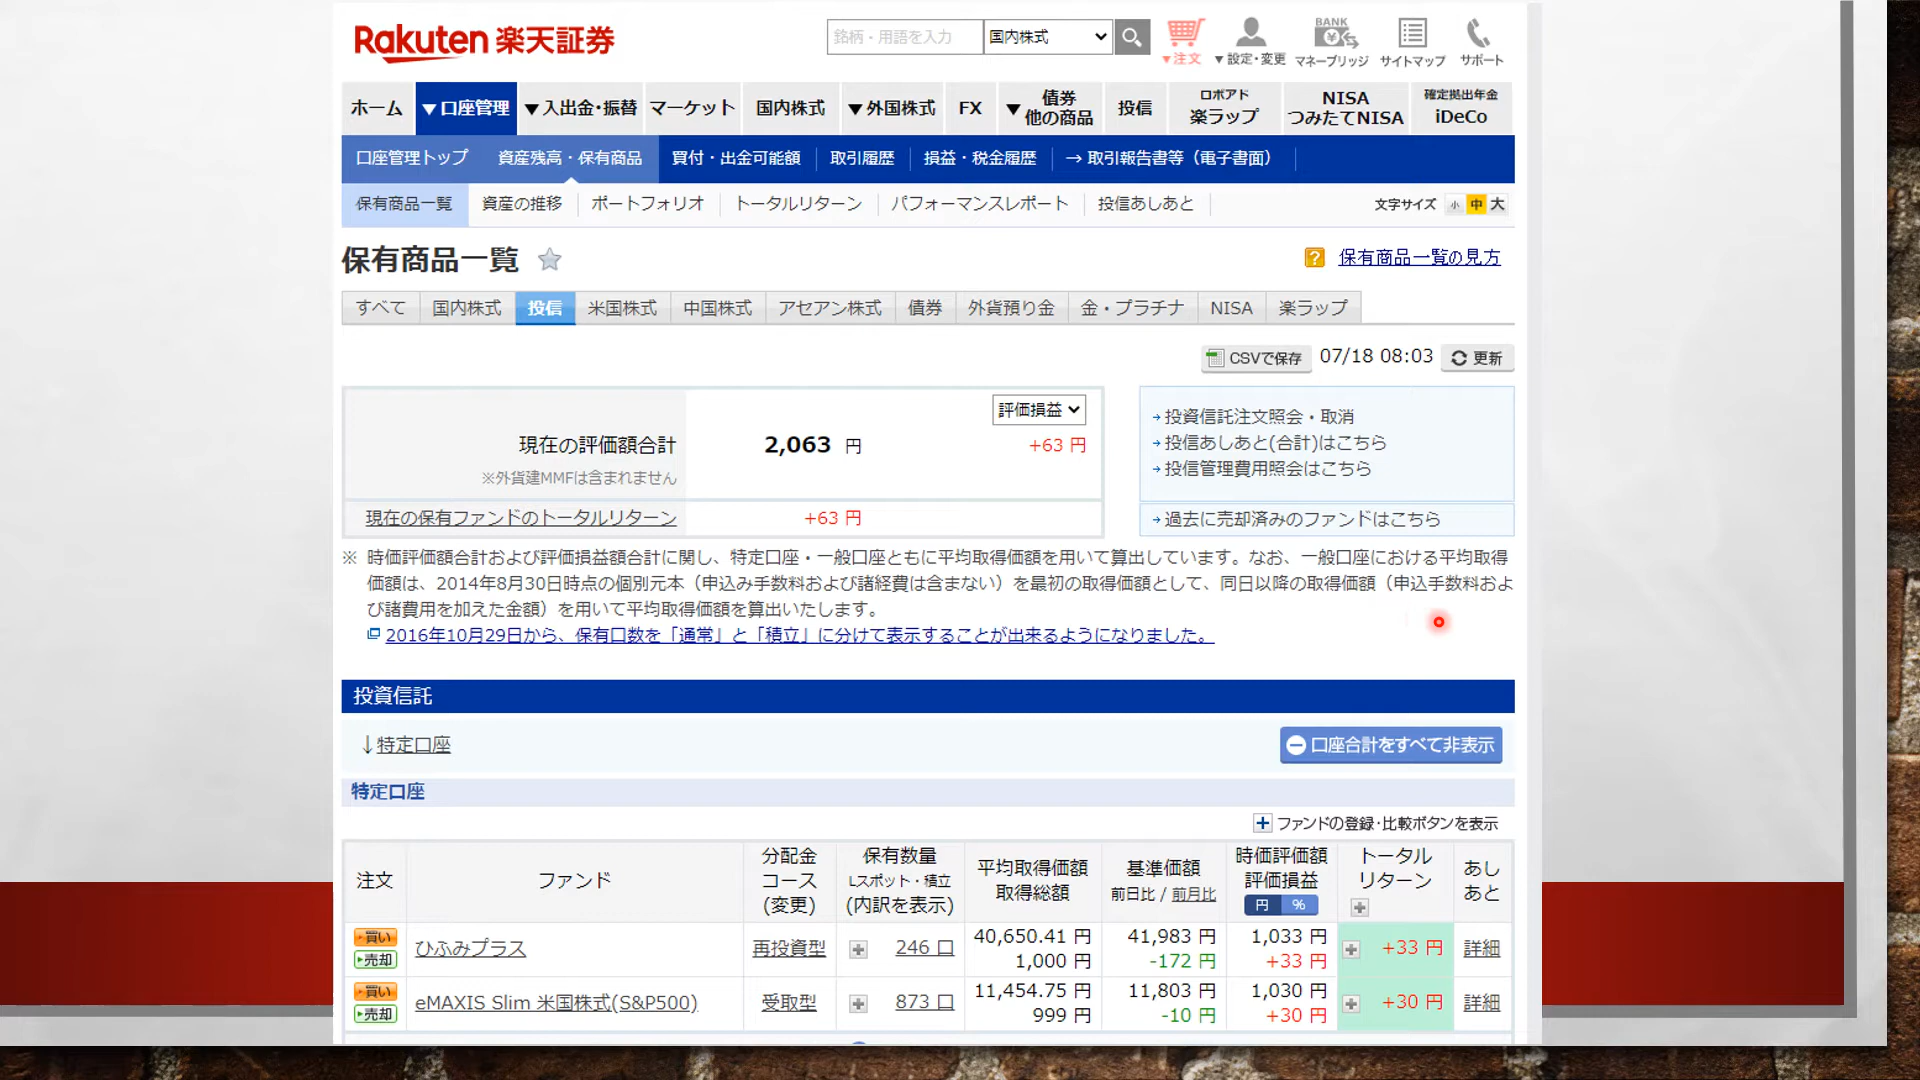 Rakuten 楽天証券
銘柄・用語を入力
国内株式
▼注文
▼設定・変更
BANK
マネーブリッジ
サイトマップ
サポート
ホーム
▼口座管理
▼入出金・振替
マーケット
国内株式
▼外国株式
FX
▼債券
他の商品
投信
ロボアド
楽ラップ
NISA
つみたてNISA
確定拠出年金
iDeCo
口座管理トップ
資産残高・保有商品
買付・出金可能額
取引履歴
損益・税金履歴
→ 取引報告書等（電子書面）
保有商品一覧
資産の推移
ポートフォリオ
トータルリターン
パフォーマンスレポート
投信あしあと
文字サイズ 小 中 大
保有商品一覧
? 保有商品一覧の見方
すべて
国内株式
投信
米国株式
中国株式
アセアン株式
債券
外貨預り金
金・プラチナ
NISA
楽ラップ
CSVで保存 07/18 08:03 更新
評価損益
現在の評価額合計 2,063 円 +63 円
※外貨建MMFは含まれません
現在の保有ファンドのトータルリターン +63 円
→投資信託注文照会・取消
→投信あしあと(合計)はこちら
→投信管理費用照会はこちら
→過去に売却済みのファンドはこちら
※ 時価評価額合計および評価損益額合計に関し、特定口座・一般口座ともに平均取得価額を用いて算出しています。なお、一般口座における平均取得
価額は、2014年8月30日時点の個別元本（申込み手数料および諸経費は含まない）を最初の取得価額として、同日以降の取得価額（申込手数料およ
び諸費用を加えた金額）を用いて平均取得価額を算出いたします。
2016年10月29日から、保有口数を「通常」と「積立」に分けて表示することが出来るようになりました。
投資信託
↓特定口座
口座合計をすべて非表示
特定口座
ファンドの登録・比較ボタンを表示
注文
ファンド
分配金
コース
(変更)
保有数量
Lスポット・積立
(内訳を表示)
平均取得価額
取得総額
基準価額
前日比 / 前月比
時価評価額
評価損益
円 %
トータル
リターン
あし
あと
買い
売却
ひふみプラス
再投資型
246 口
40,650.41 円
1,000 円
41,983 円
-172 円
1,033 円
+33 円
+33 円
詳細
買い
売却
eMAXIS Slim 米国株式(S&P500)
受取型
873 口
11,454.75 円
999 円
11,803 円
-10 円
1,030 円
+30 円
+30 円
詳細